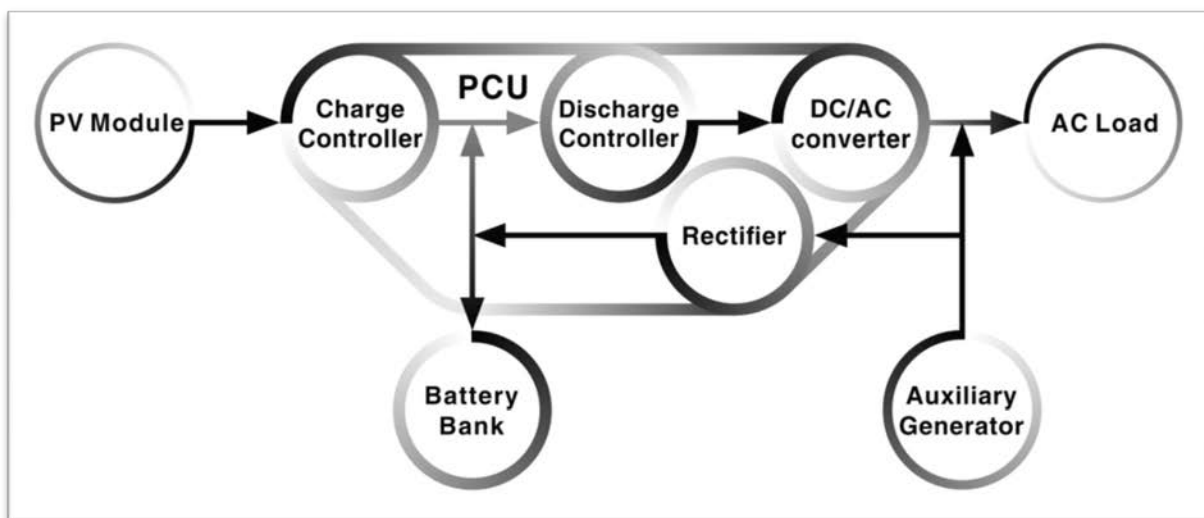 PV Module
Charge
Controller
PCU
Discharge
Controller
DC/AC
converter
AC Load
Rectifier
Battery
Bank
Auxiliary
Generator